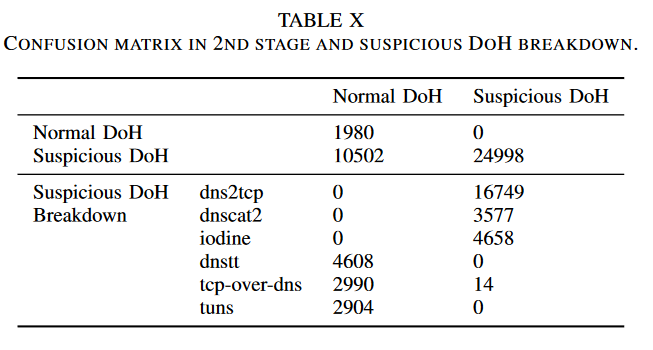 TABLE X
CONFUSION MATRIX IN 2ND STAGE AND SUSPICIOUS DOH BREAKDOWN.
Normal DoH Suspicious DoH
Normal DoH 1980 0
Suspicious DoH 10502 24998
Suspicious DoH dns2tcp 0 16749
Breakdown dnscat2 0 3577
iodine 0 4658
dnstt 4608 0
tcp-over-dns 2990 14
tuns 2904 0